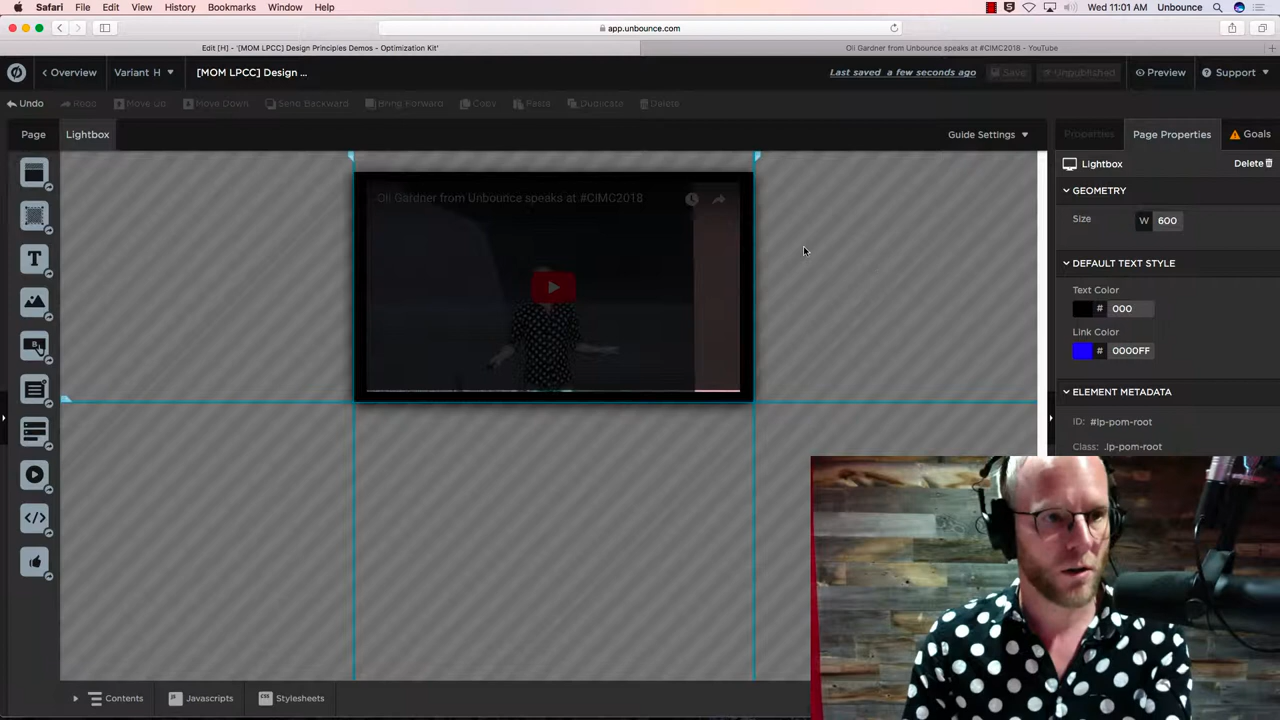 Safari File Edit View History Bookmarks Window Help Wed 11:01 AM Unbounce
app.unbounce.com
Edit [H] - '[MOM LPCC] Design Principles Demos - Optimization Kit' Oli Gardner from Unbounce speaks at #CIMC2018 - YouTube
Overview Variant H [MOM LPCC] Design ... Last saved a few seconds ago Save Unpublished Preview Support
Undo Redo Move Up Move Down Send Backward Bring Forward Copy Paste Duplicate Delete
Page Lightbox Guide Settings Properties Page Properties Goals
Lightbox Delete
GEOMETRY
Size W 600
DEFAULT TEXT STYLE
Text Color
# 000
Link Color
# 0000FF
ELEMENT METADATA
ID: #lp-pom-root
Class: .lp-pom-root
Oli Gardner from Unbounce speaks at #CIMC2018
T
B
</>
Contents Javascripts CSS Stylesheets